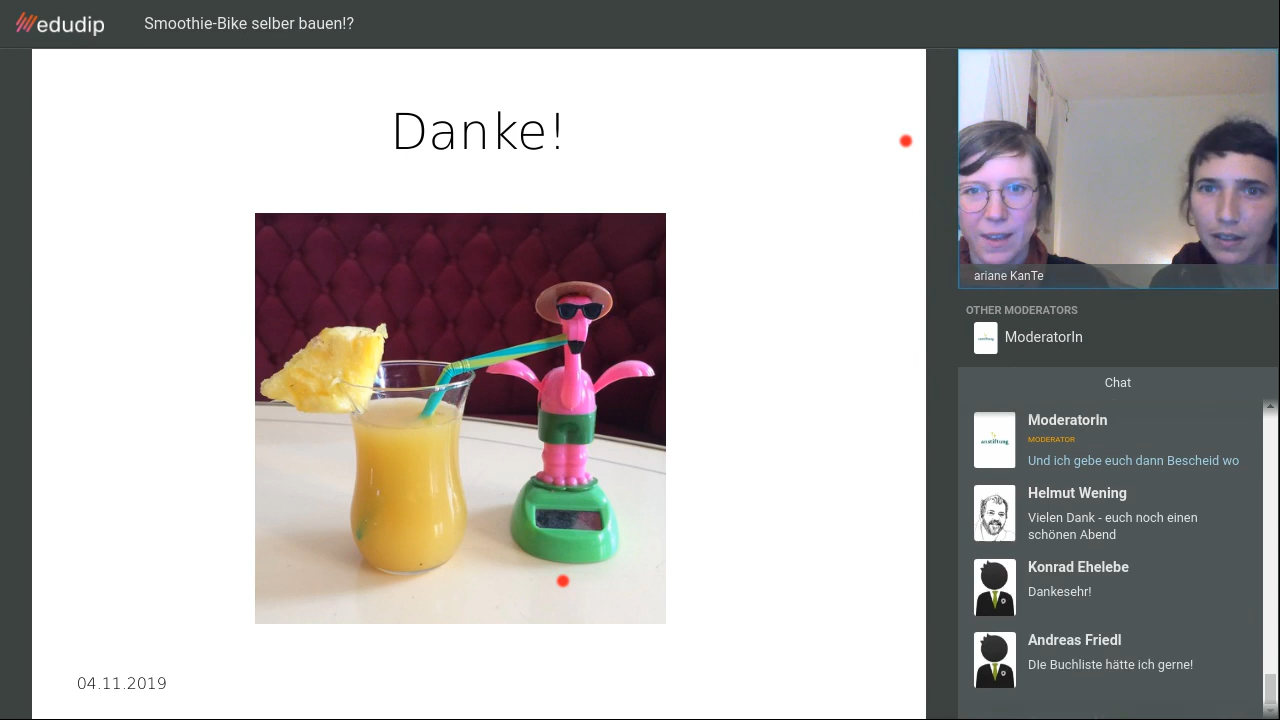 edudip
Smoothie-Bike selber bauen!?
Danke!
04.11.2019
ariane KanTe
OTHER MODERATORS
ModeratorIn
Chat
ModeratorIn
MODERATOR
Und ich gebe euch dann Bescheid wo
Helmut Wening
Vielen Dank - euch noch einen
schönen Abend
Konrad Ehelebe
Dankesehr!
Andreas Friedl
DIe Buchliste hätte ich gerne!
anstiftung